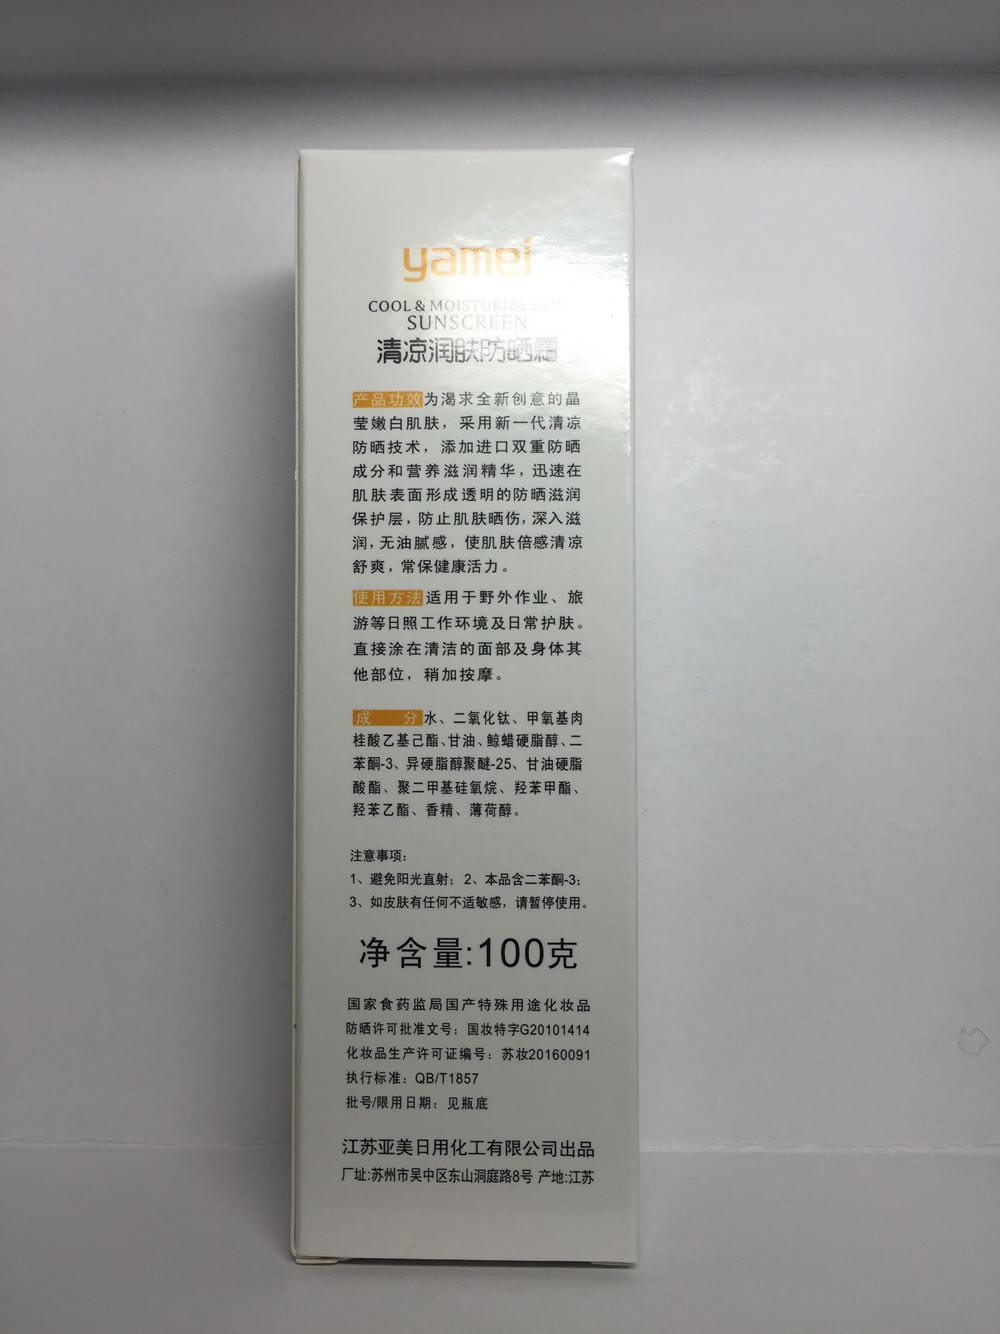 yamei
COOL & MOISTURIZE SKIN
SUNSCREEN
清凉润肤防晒霜
产品功效为渴求全新创意的晶
莹嫩白肌肤，采用新一代清凉
防晒技术，添加进口双重防晒
成分和营养滋润精华，迅速在
肌肤表面形成透明的防晒滋润
保护层，防止肌肤晒伤，深入滋
润，无油腻感，使肌肤倍感清凉
舒爽，常保健康活力。
使用方法适用于野外作业、旅
游等日照工作环境及日常护肤。
直接涂在清洁的面部及身体其
他部位，稍加按摩。
成 分水、二氧化钛、甲氧基肉
桂酸乙基己酯、甘油、鲸蜡硬脂醇、二
苯酮-3、异硬脂醇聚醚-25、甘油硬脂
酸酯、聚二甲基硅氧烷、羟苯甲酯、
羟苯乙酯、香精、薄荷醇。
注意事项：
1、避免阳光直射；2、本品含二苯酮-3；
3、如皮肤有任何不适敏感，请暂停使用。
净含量:100克
国家食药监局国产特殊用途化妆品
防晒许可批准文号：国妆特字G20101414
化妆品生产许可证编号：苏妆20160091
执行标准：QB/T1857
批号/限用日期：见瓶底
江苏亚美日用化工有限公司出品
厂址:苏州市吴中区东山洞庭路8号 产地:江苏